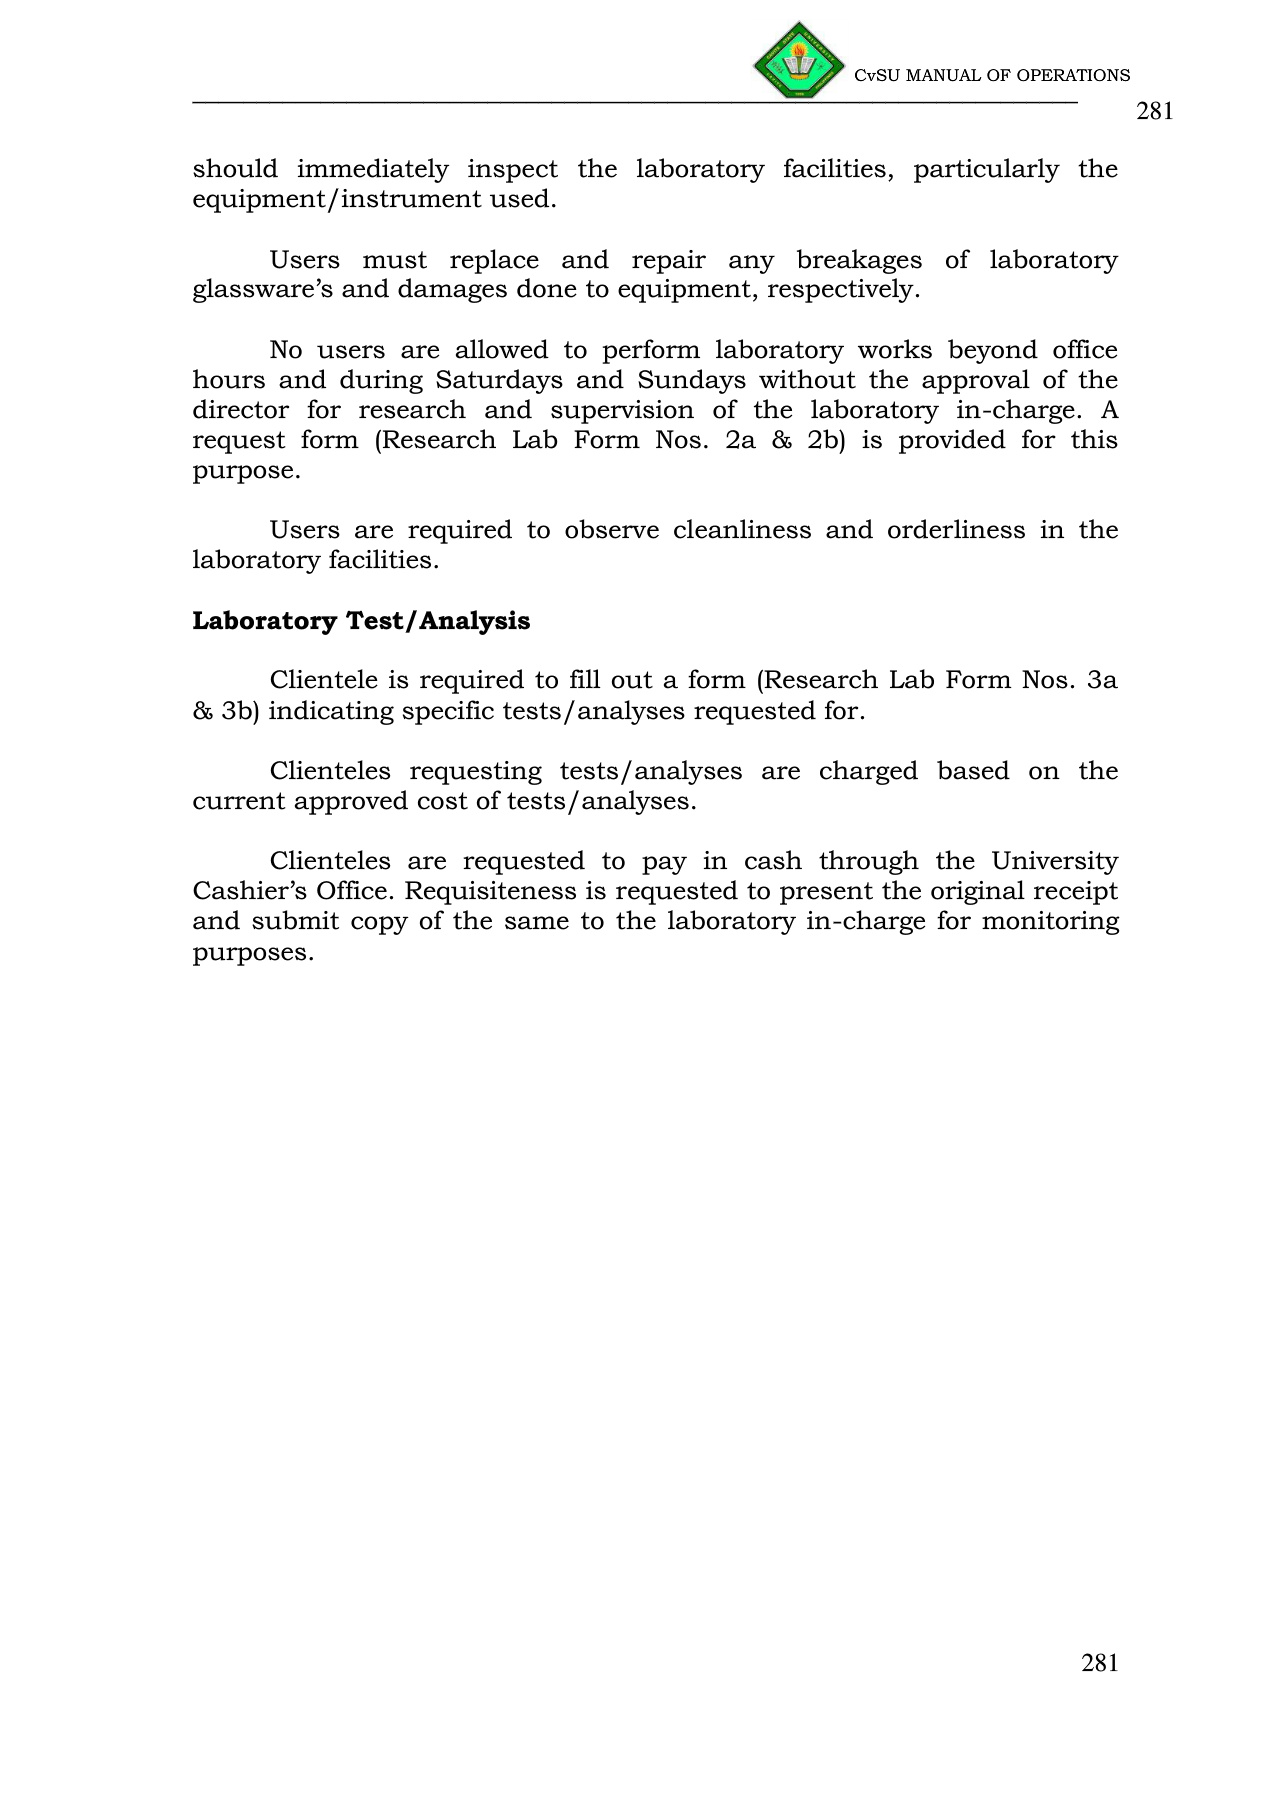 CvSU MANUAL OF OPERATIONS
281
should immediately inspect the laboratory facilities, particularly the
equipment/instrument used.
Users must replace and repair any breakages of laboratory
glassware’s and damages done to equipment, respectively.
No users are allowed to perform laboratory works beyond office
hours and during Saturdays and Sundays without the approval of the
director for research and supervision of the laboratory in-charge. A
request form (Research Lab Form Nos. 2a & 2b) is provided for this
purpose.
Users are required to observe cleanliness and orderliness in the
laboratory facilities.
Laboratory Test/Analysis
Clientele is required to fill out a form (Research Lab Form Nos. 3a
& 3b) indicating specific tests/analyses requested for.
Clienteles requesting tests/analyses are charged based on the
current approved cost of tests/analyses.
Clienteles are requested to pay in cash through the University
Cashier’s Office. Requisiteness is requested to present the original receipt
and submit copy of the same to the laboratory in-charge for monitoring
purposes.
281